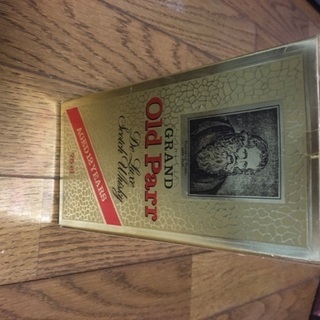 GRAND
Old Parr
De Luxe
Scotch Whisky
AGED 12 YEARS